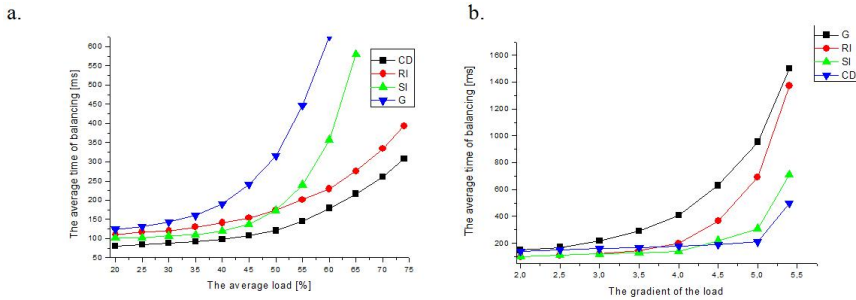 a.
The average time of balancing [ms]
600
550
500
450
400
350
300
250
200
150
100
50
20 25 30 35 40 45 50 55 60 65 70 75
The average load [%]
CD
RI
SI
G
b.
The average time of balancing [ms]
1600
1400
1200
1000
800
600
400
200
2,0 2,5 3,0 3,5 4,0 4,5 5,0 5,5
The gradient of the load
G
RI
SI
CD